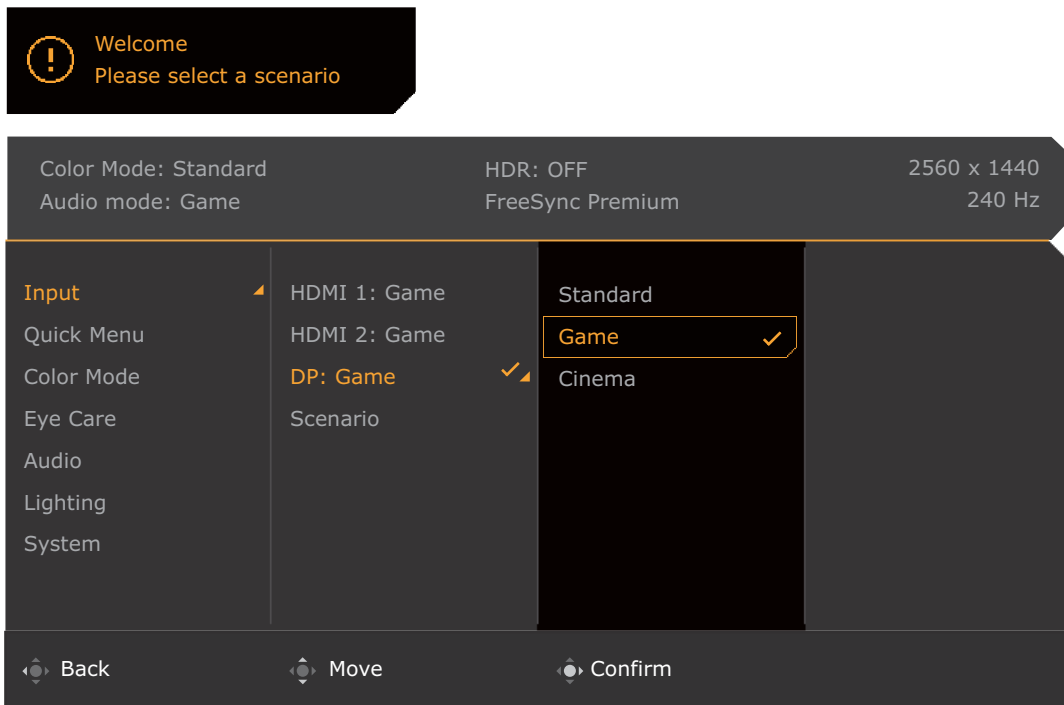 Welcome
Please select a scenario
Color Mode: Standard
Audio mode: Game
HDR: OFF
FreeSync Premium
2560 x 1440
240 Hz
Input
Quick Menu
Color Mode
Eye Care
Audio
Lighting
System
HDMI 1: Game
HDMI 2: Game
DP: Game
Scenario
Standard
Game
Cinema
Back
Move
Confirm